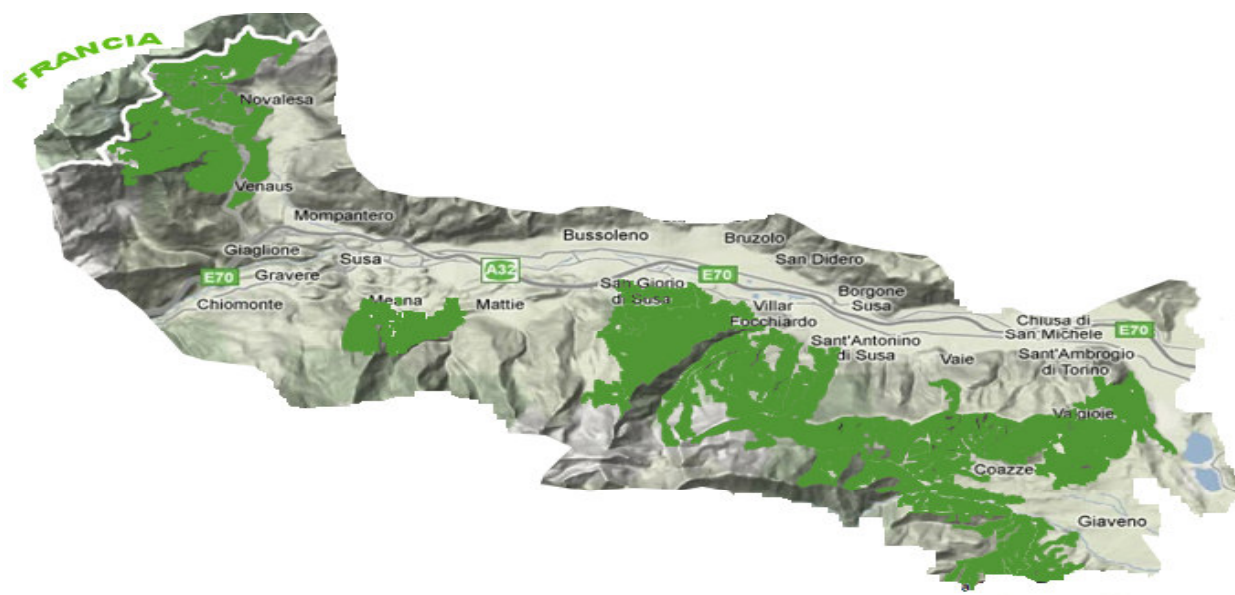 FRANCIA
Novalesa
Venaus
Mompantero
Bussoleno
Bruzolo
Giaglione
Susa
San Didero
E70
A32
E70
Gravere
San Giorio
di Susa
Borgone
Susa
Chiomonte
Meana
Mattie
Villar
Focchiardo
Chiusa di
San Michele
E70
Sant'Antonino
di Susa
Vaie
Sant'Ambrogio
di Torino
Valgioie
Coazze
Giaveno